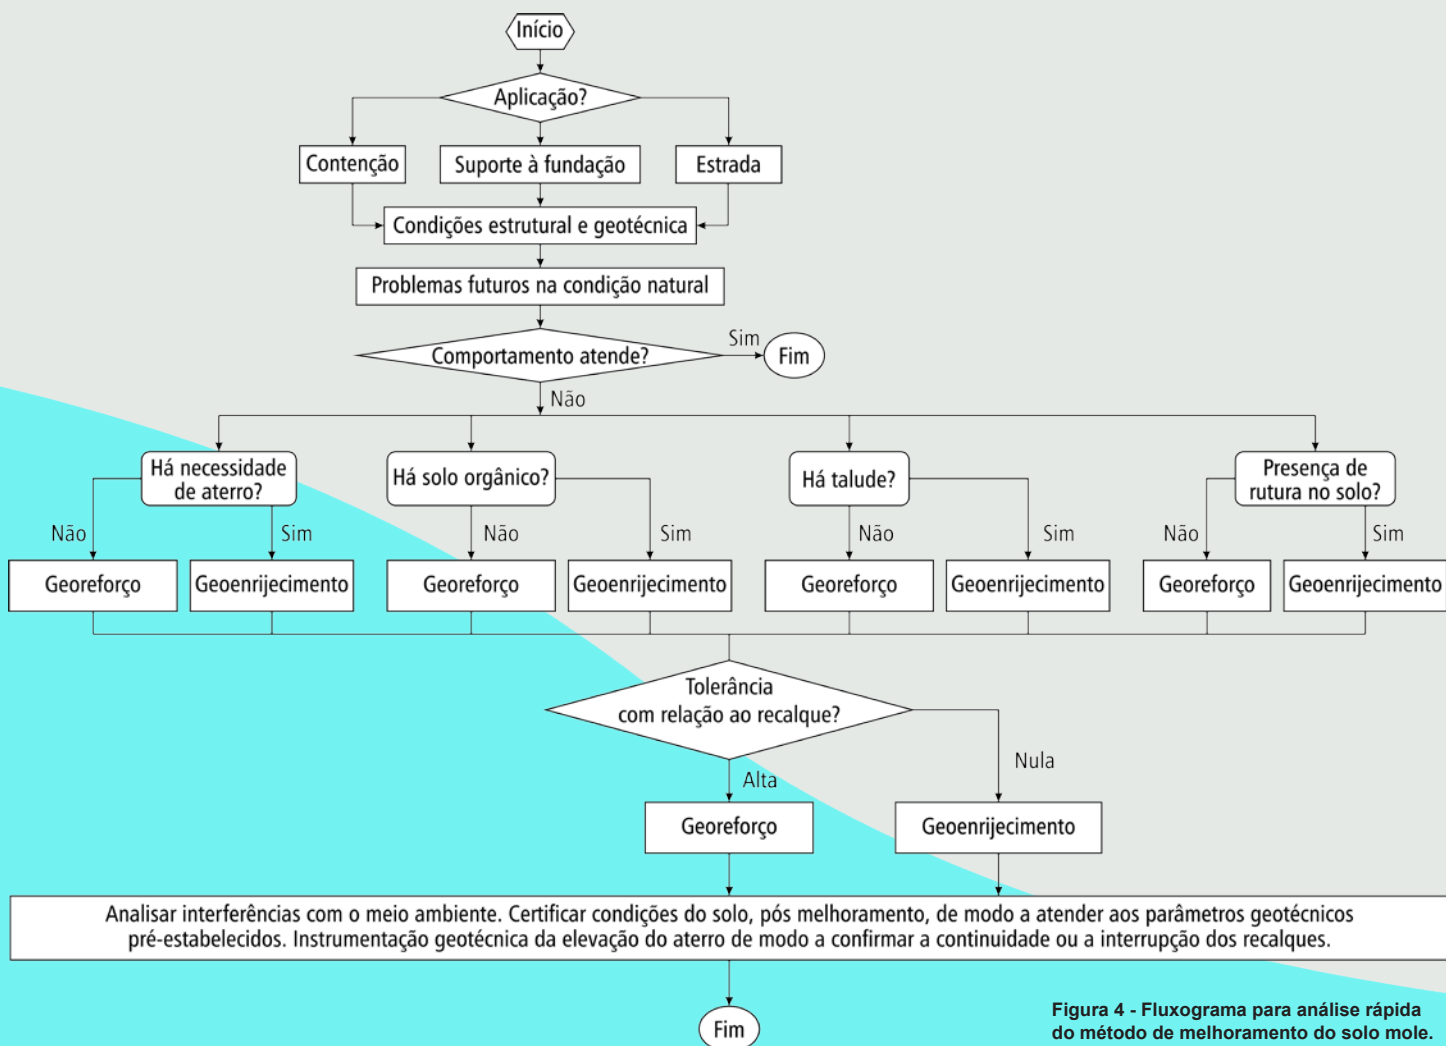 Início
Aplicação?
Contenção
Suporte à fundação
Estrada
Condições estrutural e geotécnica
Problemas futuros na condição natural
Comportamento atende?
Sim
Fim
Não
Há necessidade
de aterro?
Há solo orgânico?
Há talude?
Presença de
rutura no solo?
Não
Sim
Não
Sim
Não
Sim
Não
Sim
Georeforço
Geoenrijecimento
Georeforço
Geoenrijecimento
Georeforço
Geoenrijecimento
Georeforço
Geoenrijecimento
Tolerância
com relação ao recalque?
Alta
Nula
Georeforço
Geoenrijecimento
Analisar interferências com o meio ambiente. Certificar condições do solo, pós melhoramento, de modo a atender aos parâmetros geotécnicos
pré-estabelecidos. Instrumentação geotécnica da elevação do aterro de modo a confirmar a continuidade ou a interrupção dos recalques.
Fim
Figura 4 - Fluxograma para análise rápida
do método de melhoramento do solo mole.